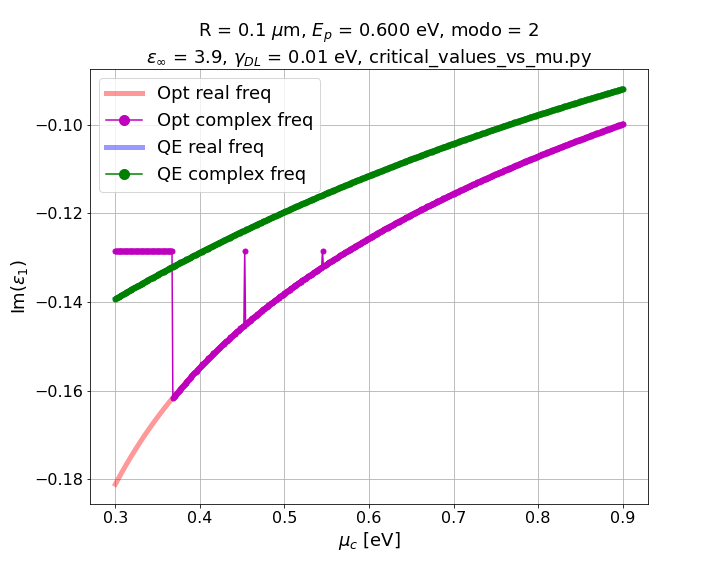 R = 0.1 μm, E_p = 0.600 eV, modo = 2
ε_∞ = 3.9, γ_DL = 0.01 eV, critical_values_vs_mu.py
Opt real freq
Opt complex freq
QE real freq
QE complex freq
Im(ε_1)
−0.10
−0.12
−0.14
−0.16
−0.18
0.3 0.4 0.5 0.6 0.7 0.8 0.9
μ_c [eV]